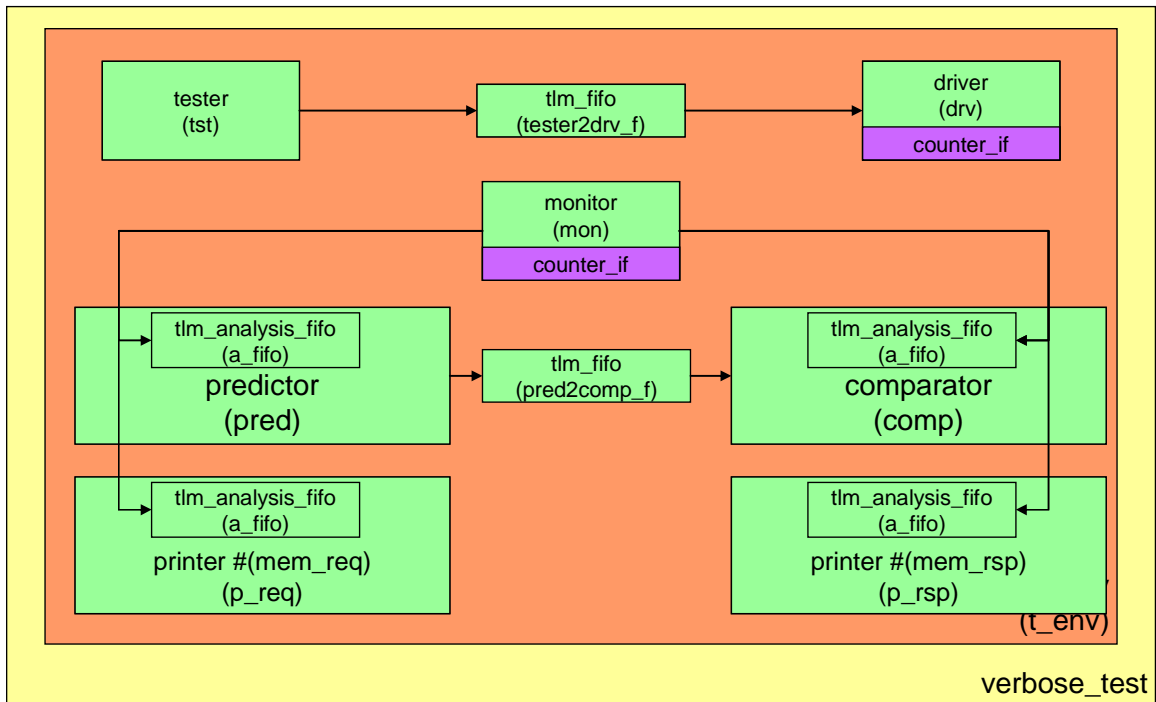 tester
(tst)
tlm_fifo
(tester2drv_f)
driver
(drv)
counter_if
monitor
(mon)
counter_if
tlm_analysis_fifo
(a_fifo)
predictor
(pred)
tlm_fifo
(pred2comp_f)
tlm_analysis_fifo
(a_fifo)
comparator
(comp)
tlm_analysis_fifo
(a_fifo)
printer #(mem_req)
(p_req)
tlm_analysis_fifo
(a_fifo)
printer #(mem_rsp)
(p_rsp)
(t_env)
verbose_test